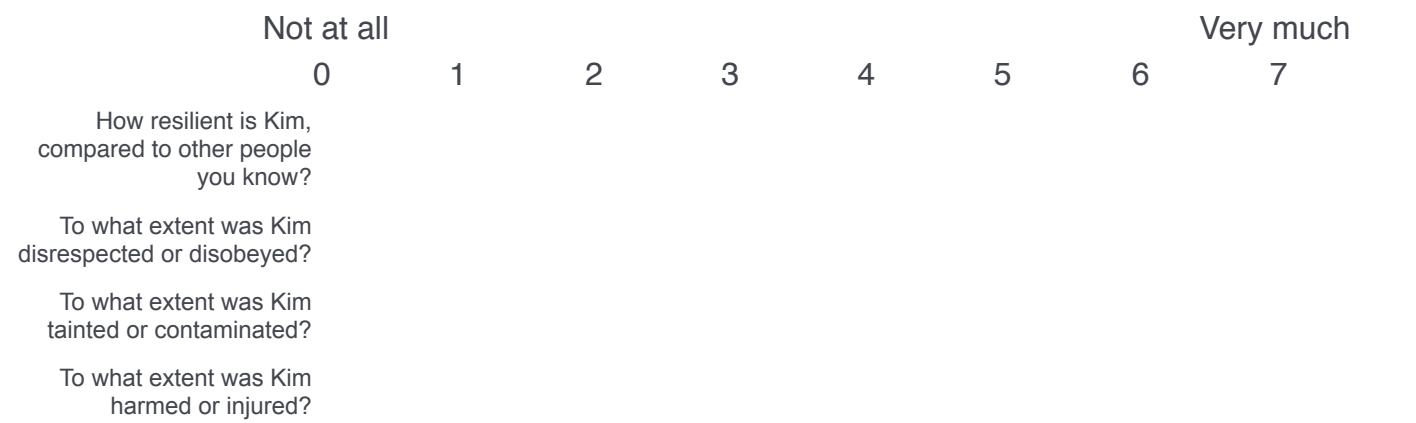 Not at all Very much
0 1 2 3 4 5 6 7
How resilient is Kim,
compared to other people
you know?
To what extent was Kim
disrespected or disobeyed?
To what extent was Kim
tainted or contaminated?
To what extent was Kim
harmed or injured?